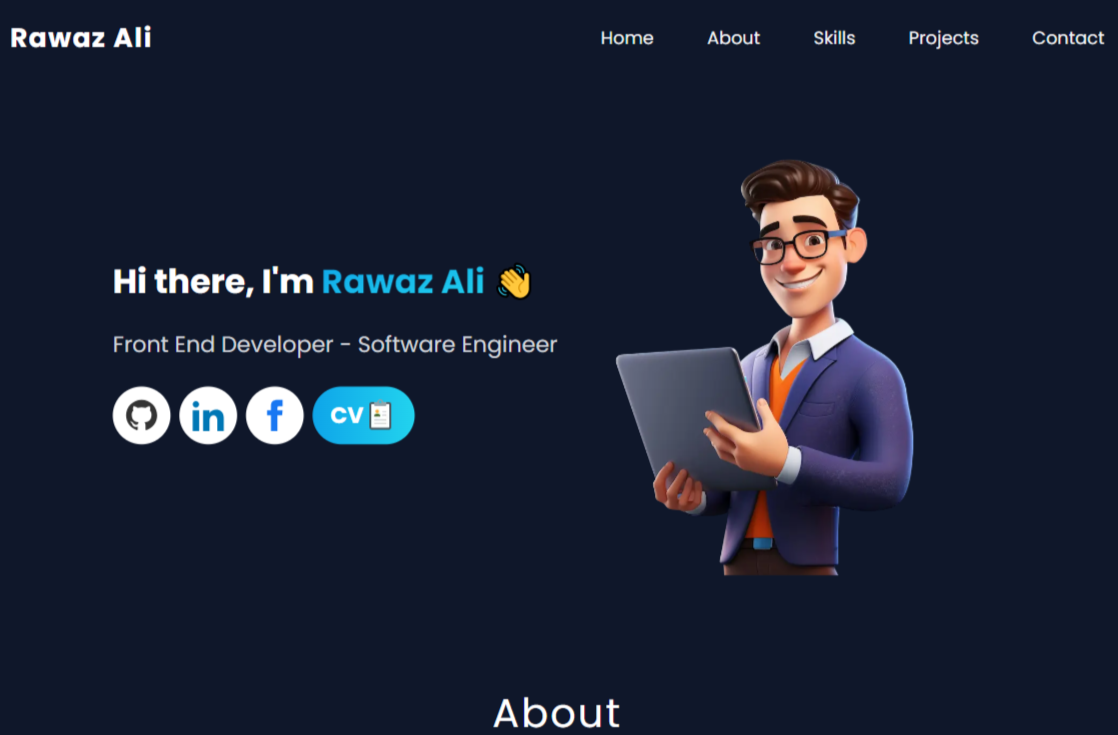 Rawaz Ali
Home About Skills Projects Contact
Hi there, I'm Rawaz Ali 👋
Front End Developer - Software Engineer
in f CV
About